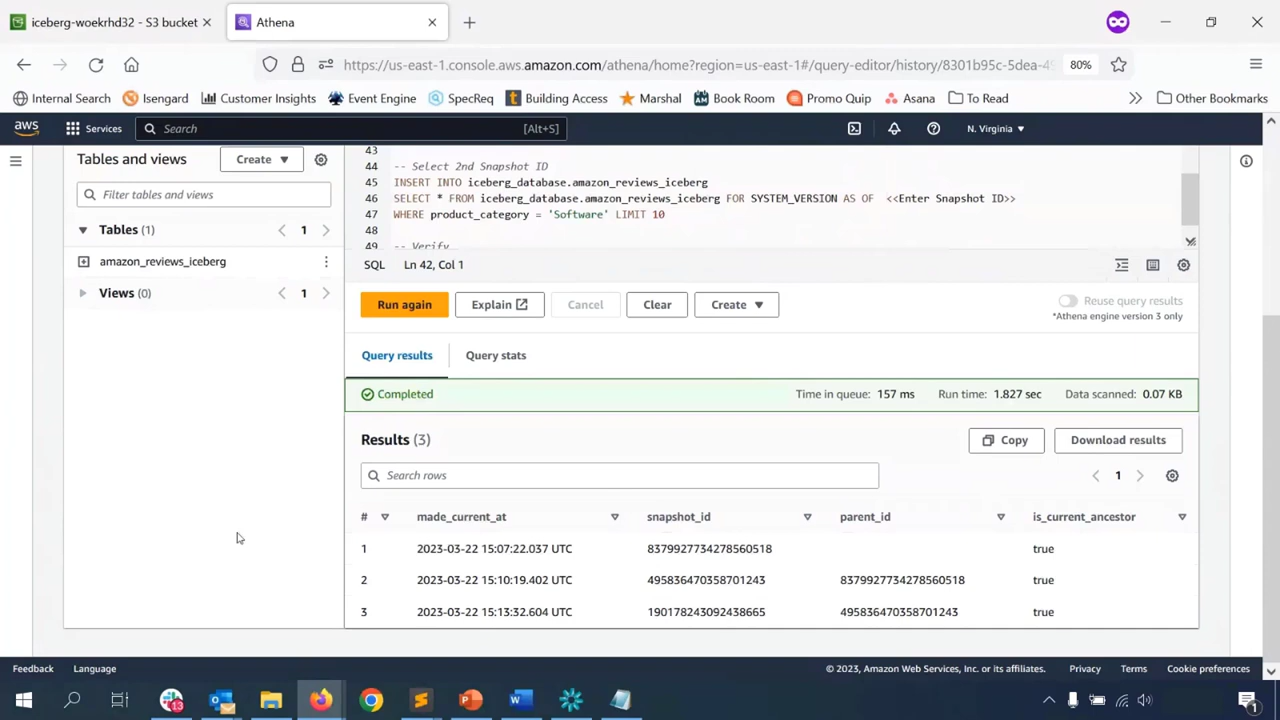 iceberg-woekrhd32 - S3 bucket
Athena
https://us-east-1.console.aws.amazon.com/athena/home?region=us-east-1#/query-editor/history/8301b95c-5dea-49
80%
Internal Search
Isengard
Customer Insights
Event Engine
SpecReq
Building Access
Marshal
Book Room
Promo Quip
Asana
To Read
Other Bookmarks
aws
Services
Search
[Alt+S]
N. Virginia
Tables and views
Create
Filter tables and views
Tables (1)
1
amazon_reviews_iceberg
Views (0)
1
43
44 -- Select 2nd Snapshot ID
45 INSERT INTO iceberg_database.amazon_reviews_iceberg
46 SELECT * FROM iceberg_database.amazon_reviews_iceberg FOR SYSTEM_VERSION AS OF <<Enter Snapshot ID>>
47 WHERE product_category = 'Software' LIMIT 10
48
49 -- Verify
SQL Ln 42, Col 1
Run again
Explain
Cancel
Clear
Create
Reuse query results
*Athena engine version 3 only
Query results
Query stats
Completed
Time in queue: 157 ms
Run time: 1.827 sec
Data scanned: 0.07 KB
Results (3)
Copy
Download results
Search rows
1
# made_current_at snapshot_id parent_id is_current_ancestor
1 2023-03-22 15:07:22.037 UTC 8379927734278560518 true
2 2023-03-22 15:10:19.402 UTC 495836470358701243 8379927734278560518 true
3 2023-03-22 15:13:32.604 UTC 190178243092438665 495836470358701243 true
Feedback
Language
© 2023, Amazon Web Services, Inc. or its affiliates.
Privacy
Terms
Cookie preferences
13
1